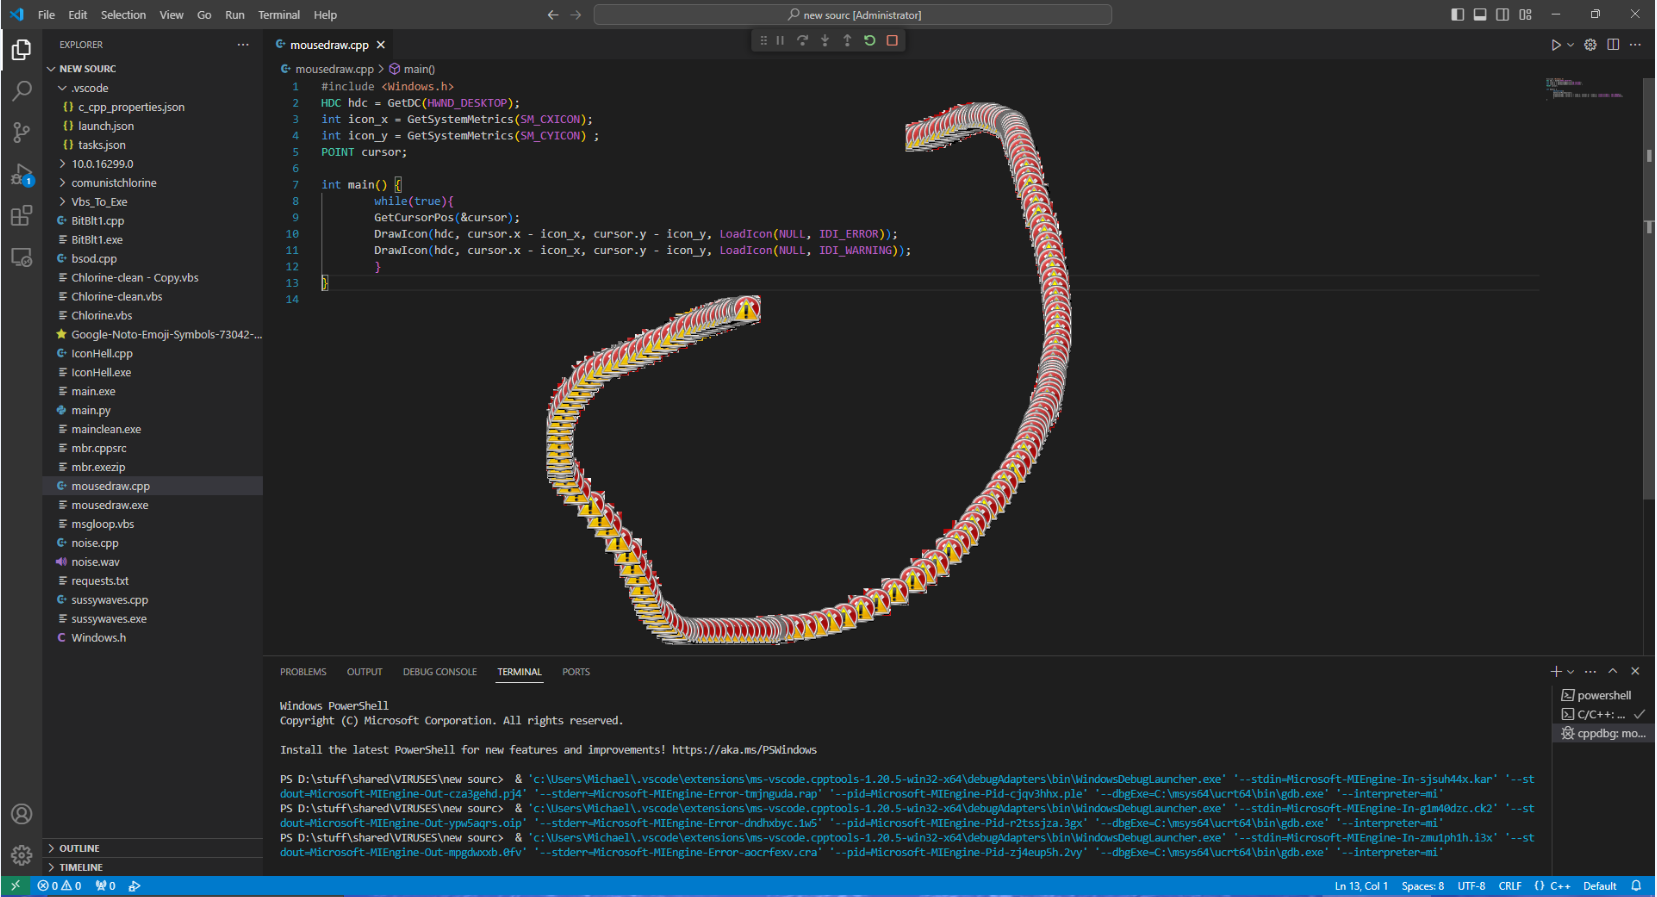 File Edit Selection View Go Run Terminal Help
new sourc [Administrator]
EXPLORER
NEW SOURC
.vscode
c_cpp_properties.json
launch.json
tasks.json
10.0.16299.0
comunistchlorine
Vbs_To_Exe
BitBlt1.cpp
BitBlt1.exe
bsod.cpp
Chlorine-clean - Copy.vbs
Chlorine-clean.vbs
Chlorine.vbs
Google-Noto-Emoji-Symbols-73042-...
IconHell.cpp
IconHell.exe
main.exe
main.py
mainclean.exe
mbr.cppsrc
mbr.exezip
mousedraw.cpp
mousedraw.exe
msgloop.vbs
noise.cpp
noise.wav
requests.txt
sussywaves.cpp
sussywaves.exe
Windows.h
OUTLINE
TIMELINE
mousedraw.cpp
mousedraw.cpp > main()
1 #include <Windows.h>
2 HDC hdc = GetDC(HWND_DESKTOP);
3 int icon_x = GetSystemMetrics(SM_CXICON);
4 int icon_y = GetSystemMetrics(SM_CYICON) ;
5 POINT cursor;
6
7 int main() {
8 while(true){
9 GetCursorPos(&cursor);
10 DrawIcon(hdc, cursor.x - icon_x, cursor.y - icon_y, LoadIcon(NULL, IDI_ERROR));
11 DrawIcon(hdc, cursor.x - icon_x, cursor.y - icon_y, LoadIcon(NULL, IDI_WARNING));
12 }
13 }
14
PROBLEMS OUTPUT DEBUG CONSOLE TERMINAL PORTS
Windows PowerShell
Copyright (C) Microsoft Corporation. All rights reserved.
Install the latest PowerShell for new features and improvements! https://aka.ms/PSWindows
PS D:\stuff\shared\VIRUSES\new sourc> & 'c:\Users\Michael\.vscode\extensions\ms-vscode.cpptools-1.20.5-win32-x64\debugAdapters\bin\WindowsDebugLauncher.exe' '--stdin=Microsoft-MIEngine-In-sjsuh44x.kar' '--st
dout=Microsoft-MIEngine-Out-cza3gehd.pj4' '--stderr=Microsoft-MIEngine-Error-tmjnguda.rap' '--pid=Microsoft-MIEngine-Pid-cjqv3hhx.ple' '--dbgExe=C:\msys64\ucrt64\bin\gdb.exe' '--interpreter=mi'
PS D:\stuff\shared\VIRUSES\new sourc> & 'c:\Users\Michael\.vscode\extensions\ms-vscode.cpptools-1.20.5-win32-x64\debugAdapters\bin\WindowsDebugLauncher.exe' '--stdin=Microsoft-MIEngine-In-g1m40dzc.ck2' '--st
dout=Microsoft-MIEngine-Out-ypw5aqrs.oip' '--stderr=Microsoft-MIEngine-Error-dndhxbyc.1w5' '--pid=Microsoft-MIEngine-Pid-r2tssjza.3gx' '--dbgExe=C:\msys64\ucrt64\bin\gdb.exe' '--interpreter=mi'
PS D:\stuff\shared\VIRUSES\new sourc> & 'c:\Users\Michael\.vscode\extensions\ms-vscode.cpptools-1.20.5-win32-x64\debugAdapters\bin\WindowsDebugLauncher.exe' '--stdin=Microsoft-MIEngine-In-zmu1ph1h.i3x' '--st
dout=Microsoft-MIEngine-Out-mpgdwxxb.0fv' '--stderr=Microsoft-MIEngine-Error-aocrfexv.cra' '--pid=Microsoft-MIEngine-Pid-zj4eup5h.2vy' '--dbgExe=C:\msys64\ucrt64\bin\gdb.exe' '--interpreter=mi'
powershell
C/C++: ...
cppdbg: mo...
1
0 0 0
Ln 13, Col 1 Spaces: 8 UTF-8 CRLF {} C++ Default